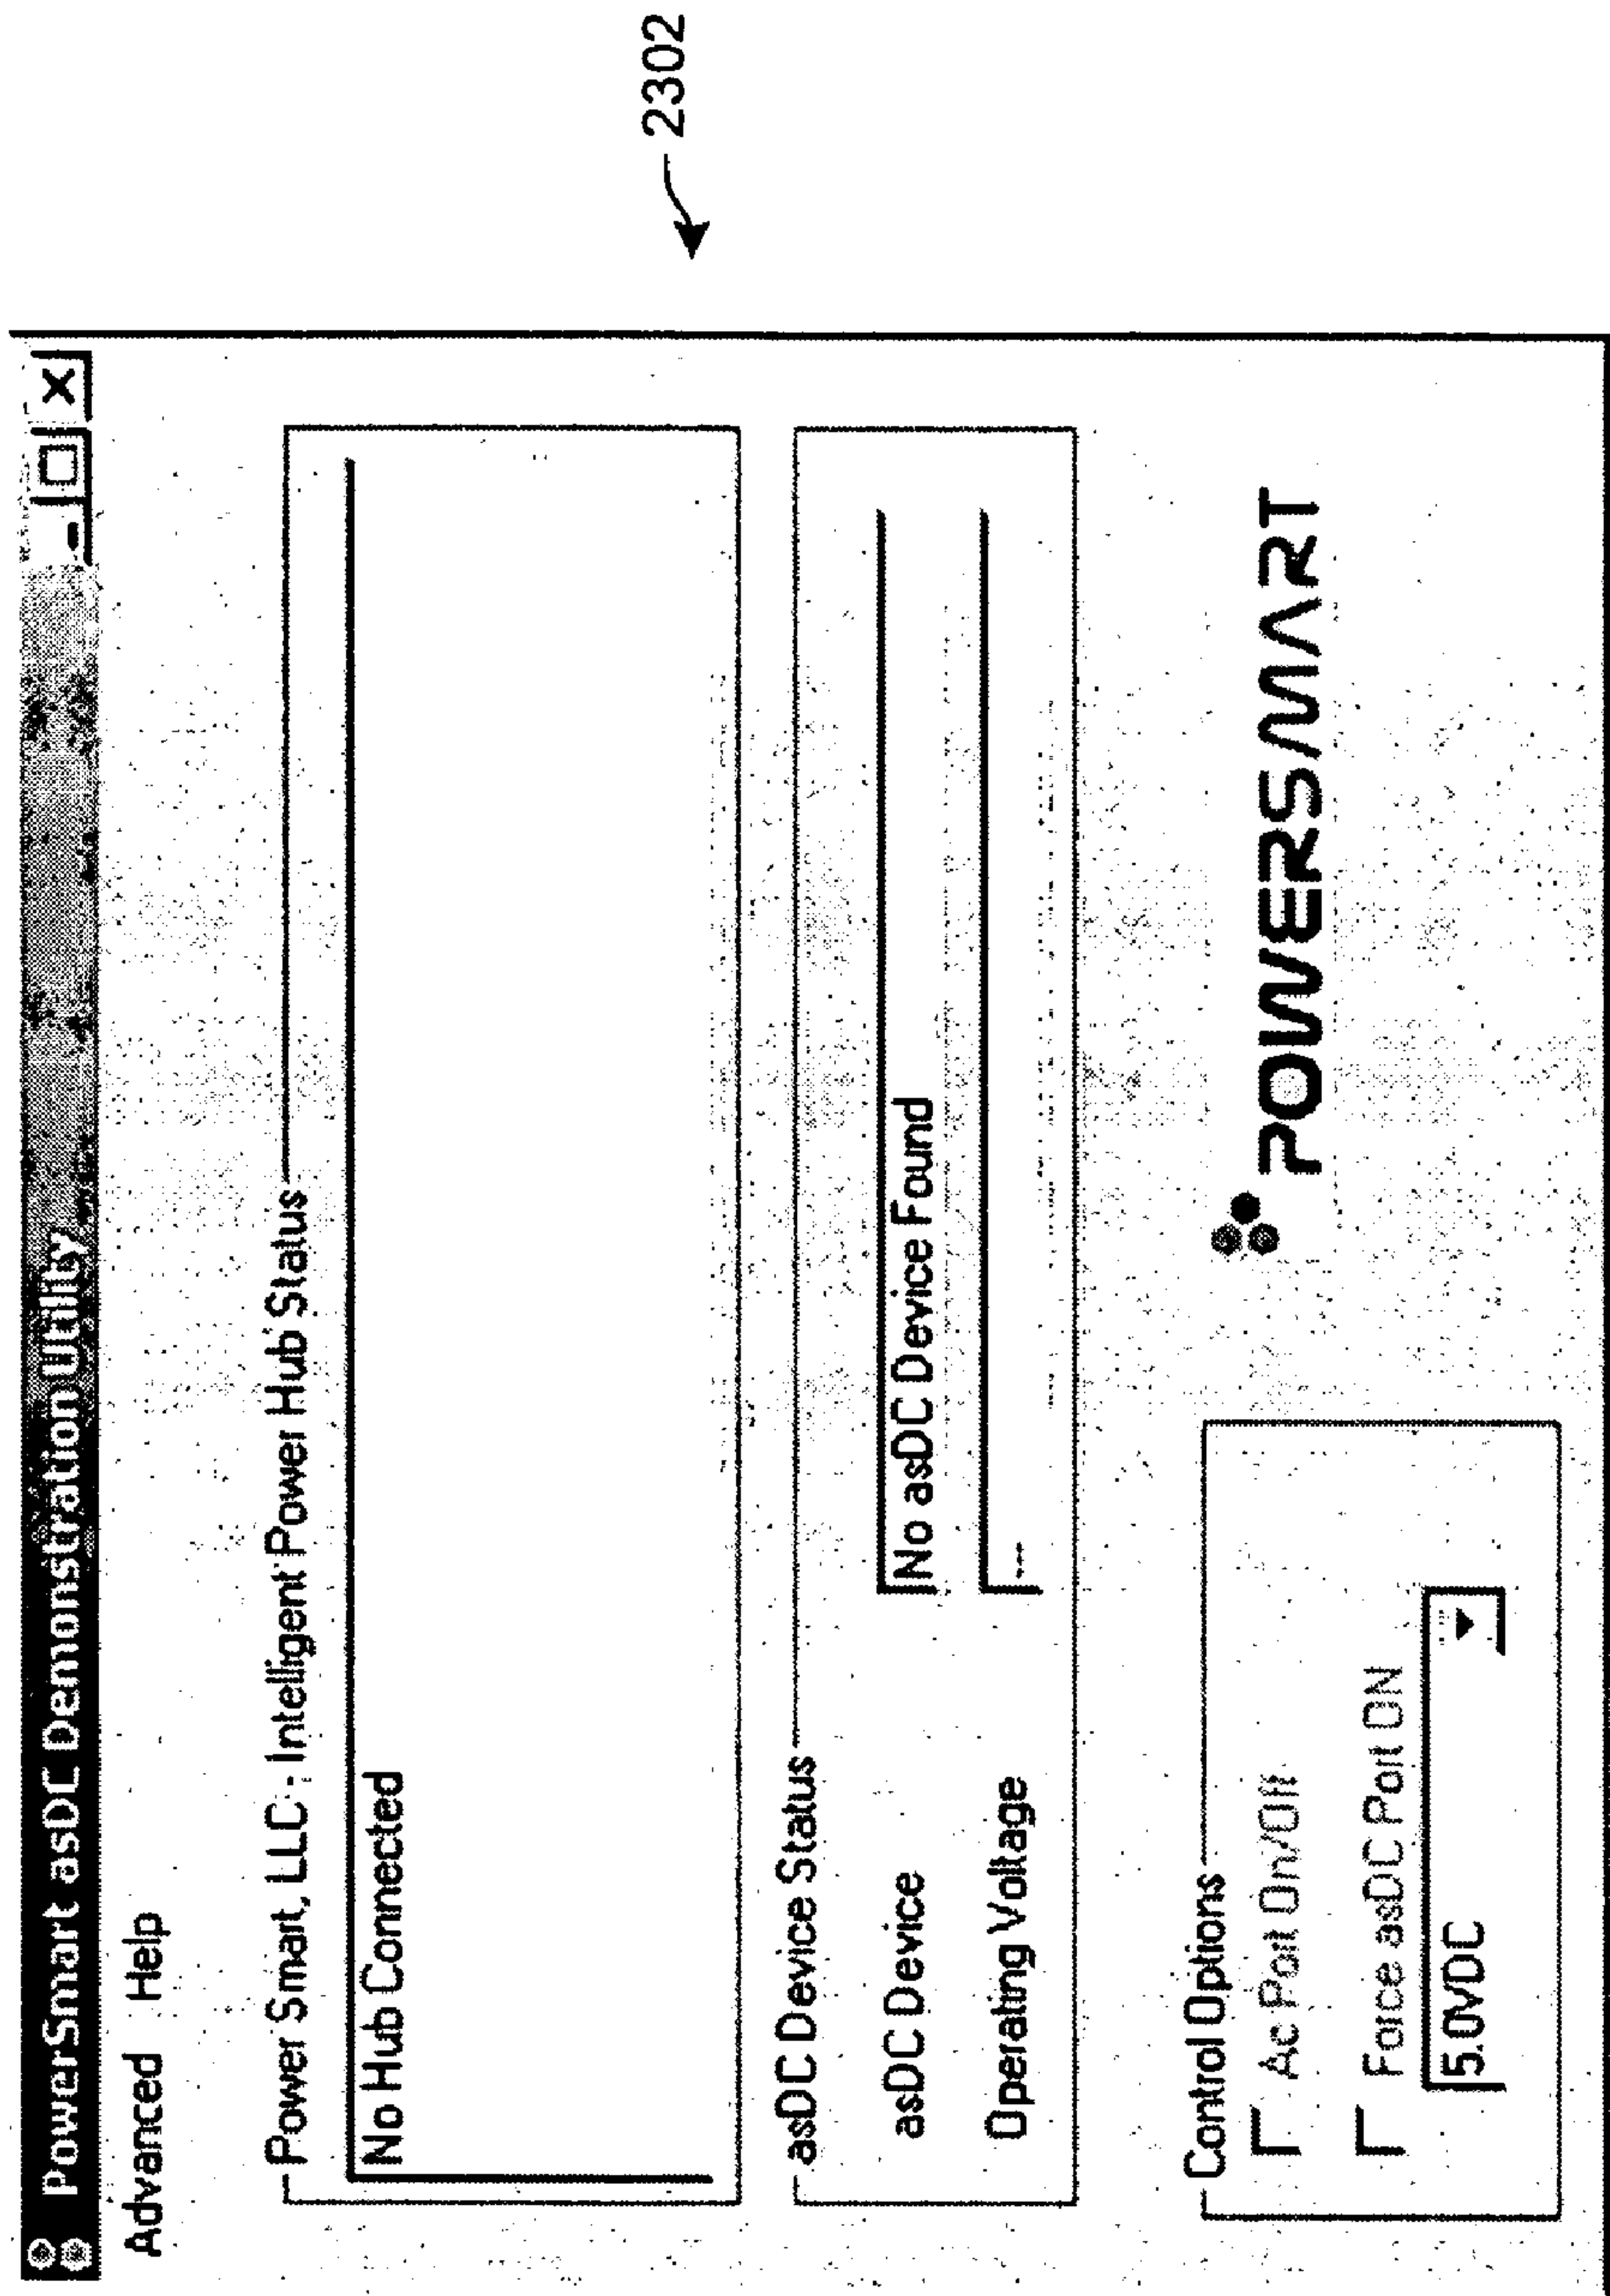 PowerSmart asDC Demonstration Utility
Advanced Help
Power Smart, LLC - Intelligent Power Hub Status
No Hub Connected
asDC Device Status
asDC Device No asDC Device Found
Operating Voltage ---
Control Options
Ac Port On/Off
Force asDC Port ON
5.0VDC
POWERSMART
2302